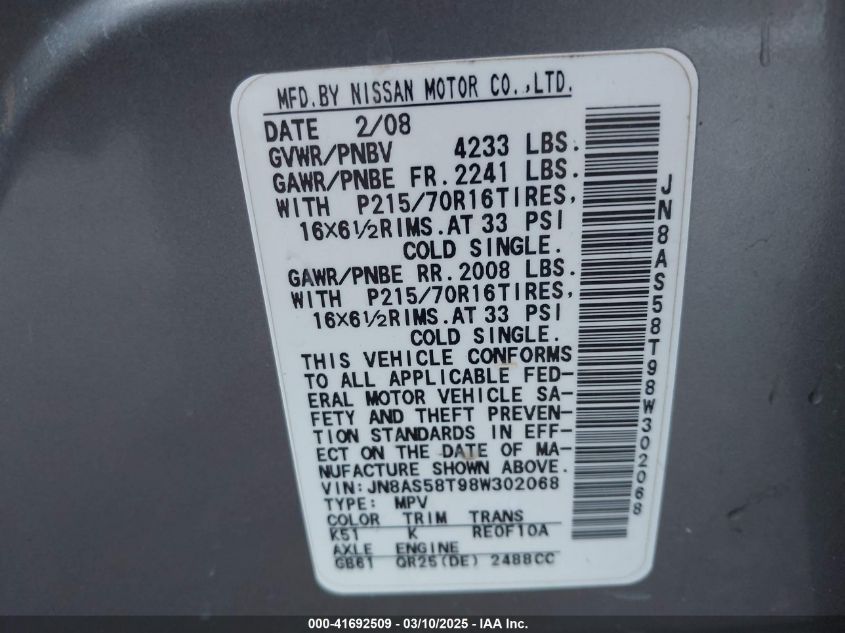 MFD.BY NISSAN MOTOR CO.,LTD.
DATE 2/08
GVWR/PNBV 4233 LBS.
GAWR/PNBE FR.2241 LBS.
WITH P215/70R16TIRES,
16X6½RIMS.AT 33 PSI
COLD SINGLE.
GAWR/PNBE RR.2008 LBS.
WITH P215/70R16TIRES,
16X6½RIMS.AT 33 PSI
COLD SINGLE.
THIS VEHICLE CONFORMS
TO ALL APPLICABLE FED-
ERAL MOTOR VEHICLE SA-
FETY AND THEFT PREVEN-
TION STANDARDS IN EFF-
ECT ON THE DATE OF MA-
NUFACTURE SHOWN ABOVE.
VIN: JN8AS58T98W302068
TYPE: MPV
COLOR TRIM TRANS
K51 K RE0F10A
AXLE ENGINE
GB61 QR25(DE) 2488CC
JN8AS58T98W302068
000-41692509 - 03/10/2025 - IAA Inc.